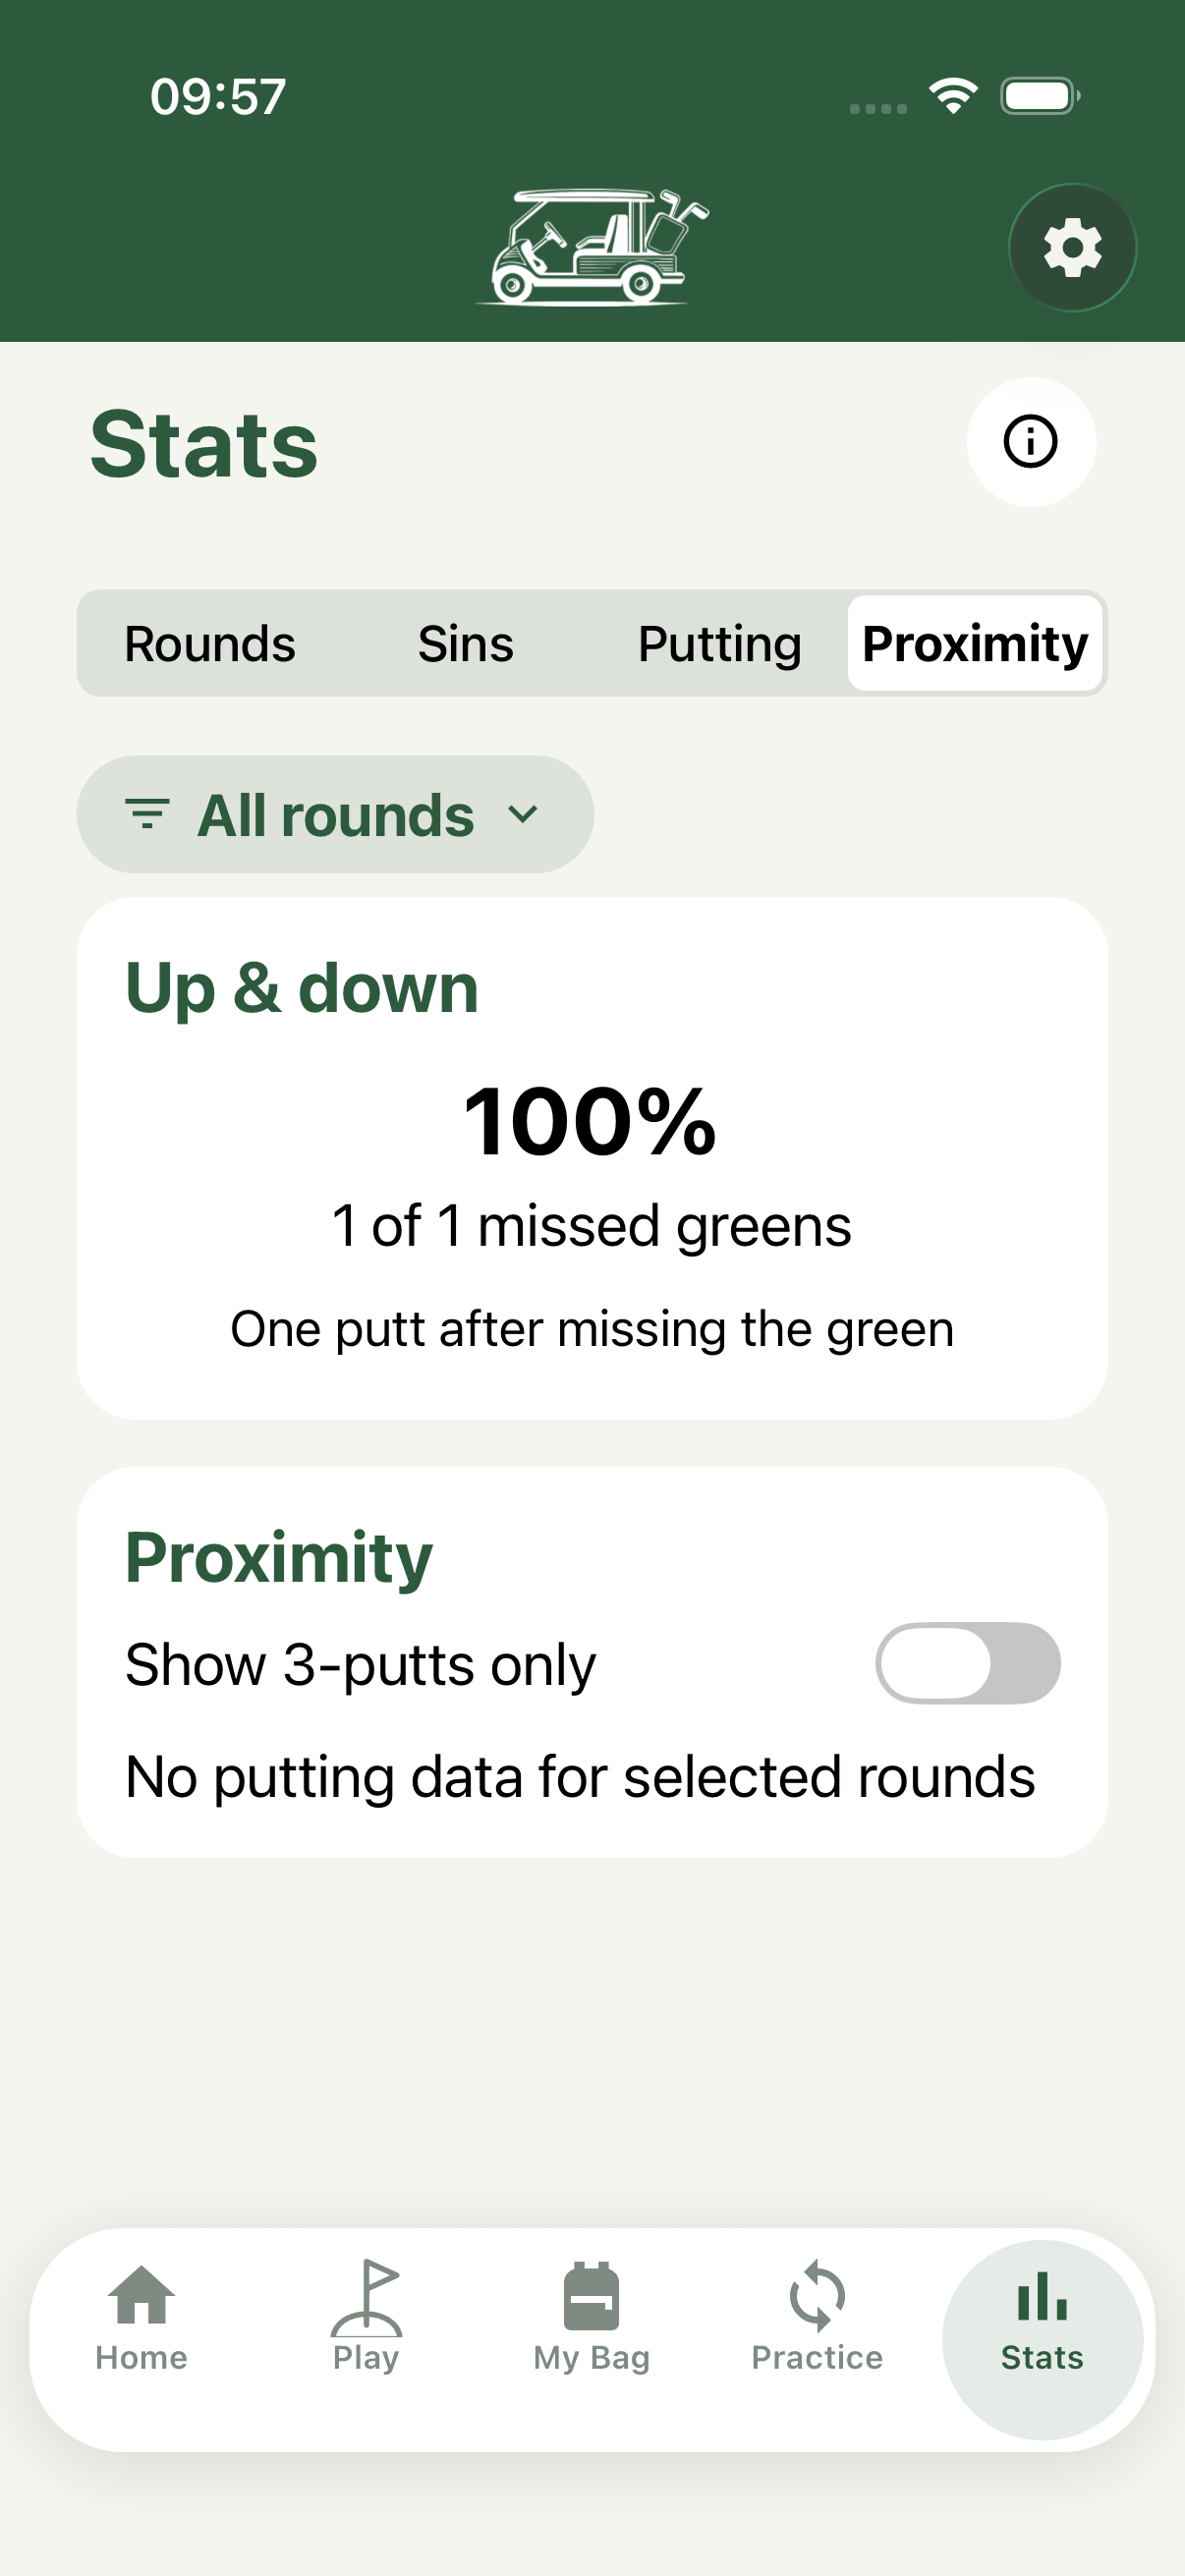 09:57
Stats
Rounds Sins Putting Proximity
All rounds
Up & down
100%
1 of 1 missed greens
One putt after missing the green
Proximity
Show 3-putts only
No putting data for selected rounds
Home Play My Bag Practice Stats